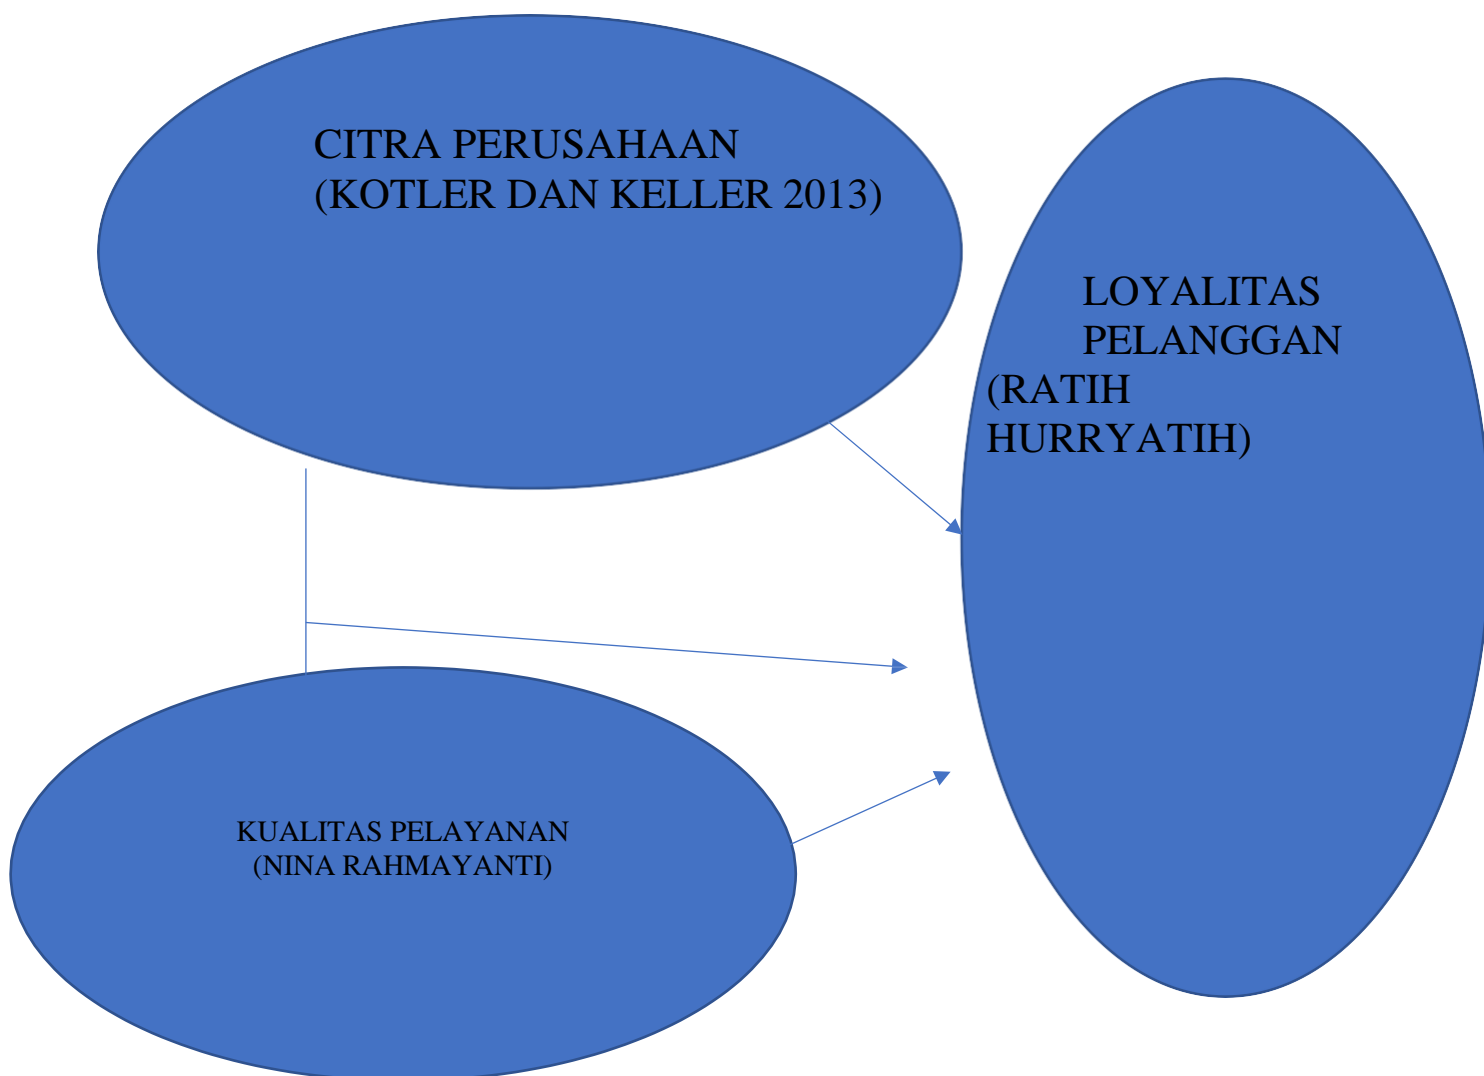 CITRA PERUSAHAAN
(KOTLER DAN KELLER 2013)
LOYALITAS
PELANGGAN
(RATIH
HURRYATIH)
KUALITAS PELAYANAN
(NINA RAHMAYANTI)